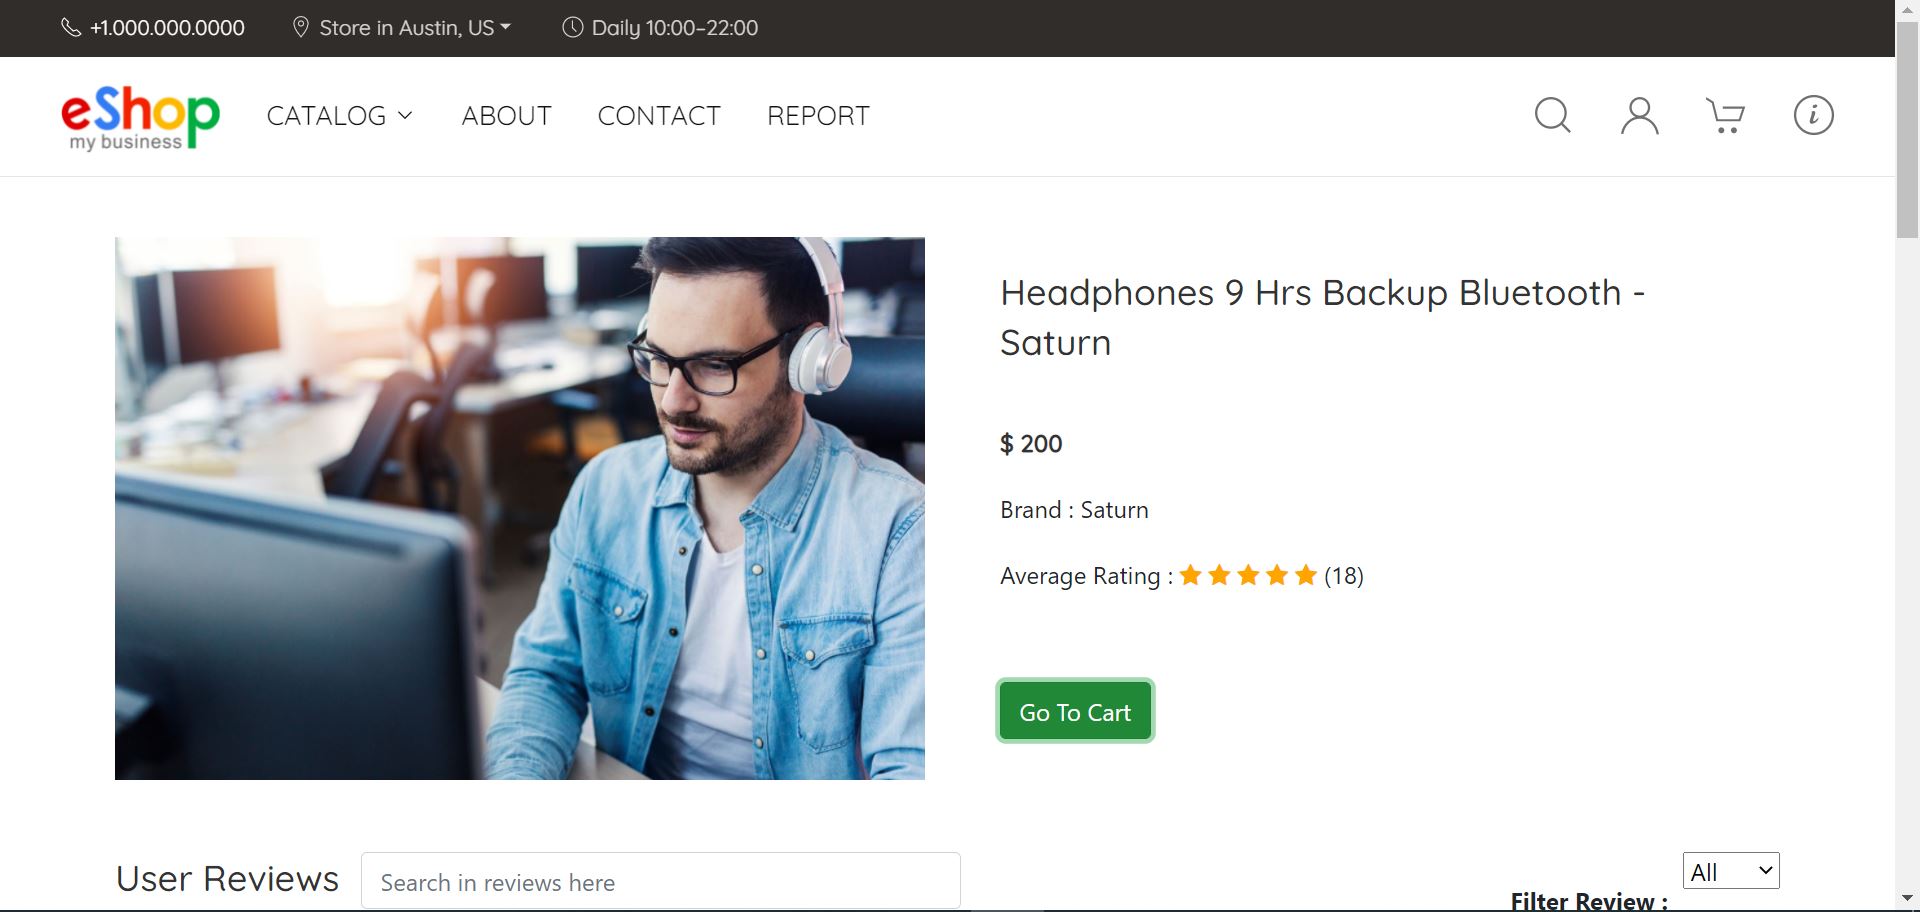 +1.000.000.0000 Store in Austin, US Daily 10:00–22:00
eShop
my business
CATALOG ABOUT CONTACT REPORT
Headphones 9 Hrs Backup Bluetooth -
Saturn
$ 200
Brand : Saturn
Average Rating : (18)
Go To Cart
User Reviews
Search in reviews here
All
Filter Review :